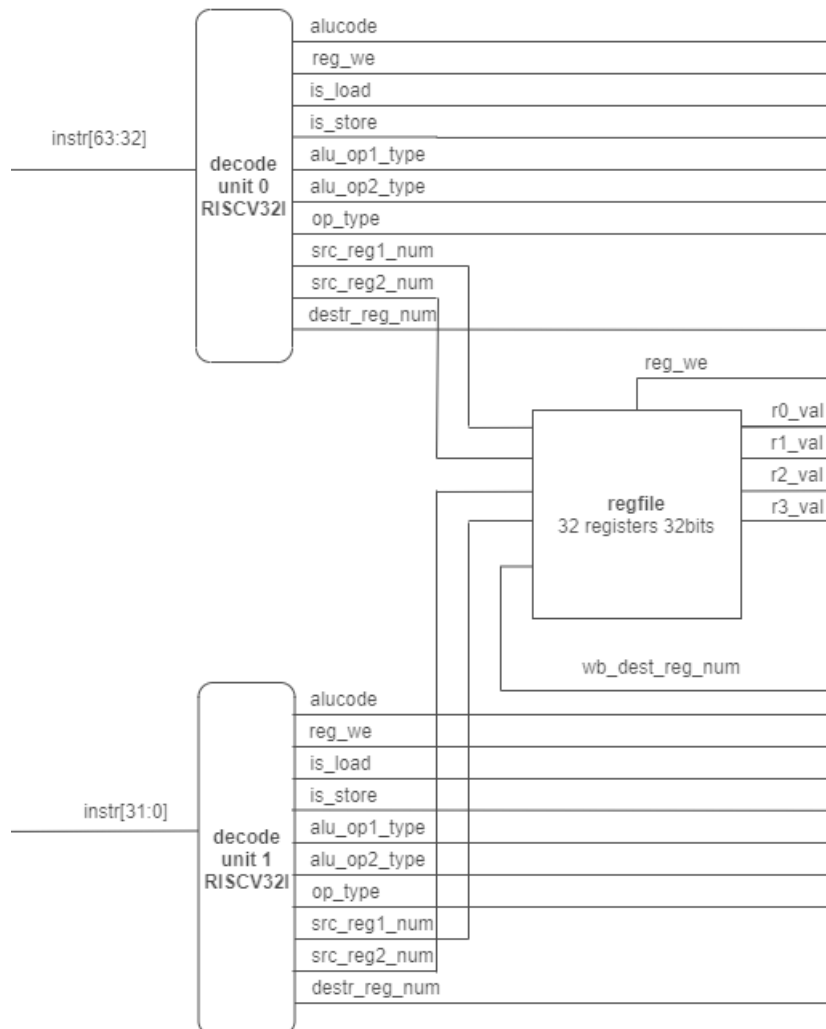 alucode
reg_we
is_load
is_store
instr[63:32]
alu_op1_type
decode
unit 0
RISCV32I
alu_op2_type
op_type
src_reg1_num
src_reg2_num
destr_reg_num
reg_we
r0_val
r1_val
r2_val
r3_val
regfile
32 registers 32bits
wb_dest_reg_num
alucode
reg_we
is_load
is_store
instr[31:0]
alu_op1_type
decode
unit 1
RISCV32I
alu_op2_type
op_type
src_reg1_num
src_reg2_num
destr_reg_num